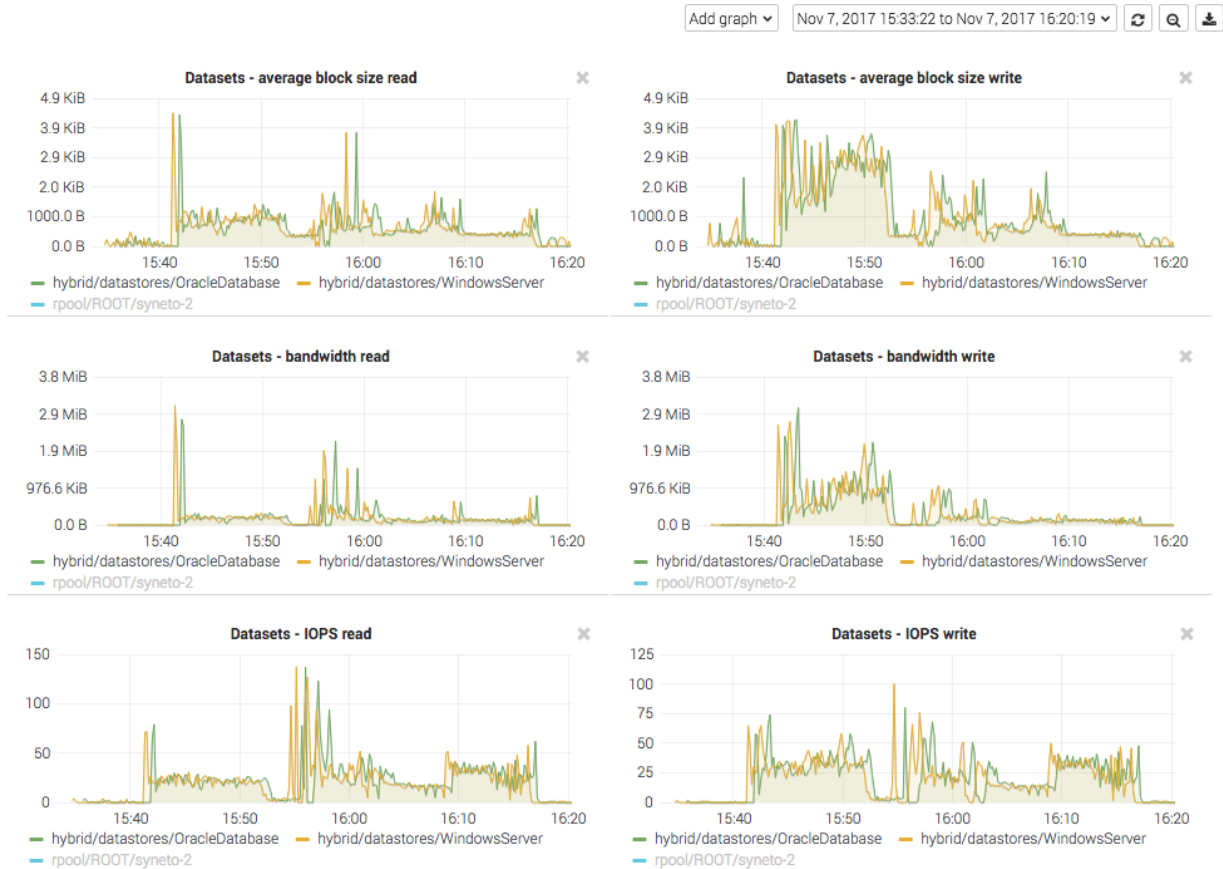 Add graph Nov 7, 2017 15:33:22 to Nov 7, 2017 16:20:19
Datasets - average block size read
4.9 KiB
3.9 KiB
2.9 KiB
2.0 KiB
1000.0 B
0.0 B
15:40 15:50 16:00 16:10 16:20
hybrid/datastores/OracleDatabase hybrid/datastores/WindowsServer
rpool/ROOT/syneto-2
Datasets - average block size write
4.9 KiB
3.9 KiB
2.9 KiB
2.0 KiB
1000.0 B
0.0 B
15:40 15:50 16:00 16:10 16:20
hybrid/datastores/OracleDatabase hybrid/datastores/WindowsServer
rpool/ROOT/syneto-2
Datasets - bandwidth read
3.8 MiB
2.9 MiB
1.9 MiB
976.6 KiB
0.0 B
15:40 15:50 16:00 16:10 16:20
hybrid/datastores/OracleDatabase hybrid/datastores/WindowsServer
rpool/ROOT/syneto-2
Datasets - bandwidth write
3.8 MiB
2.9 MiB
1.9 MiB
976.6 KiB
0.0 B
15:40 15:50 16:00 16:10 16:20
hybrid/datastores/OracleDatabase hybrid/datastores/WindowsServer
rpool/ROOT/syneto-2
Datasets - IOPS read
150
100
50
0
15:40 15:50 16:00 16:10 16:20
hybrid/datastores/OracleDatabase hybrid/datastores/WindowsServer
rpool/ROOT/syneto-2
Datasets - IOPS write
125
100
75
50
25
0
15:40 15:50 16:00 16:10 16:20
hybrid/datastores/OracleDatabase hybrid/datastores/WindowsServer
rpool/ROOT/syneto-2